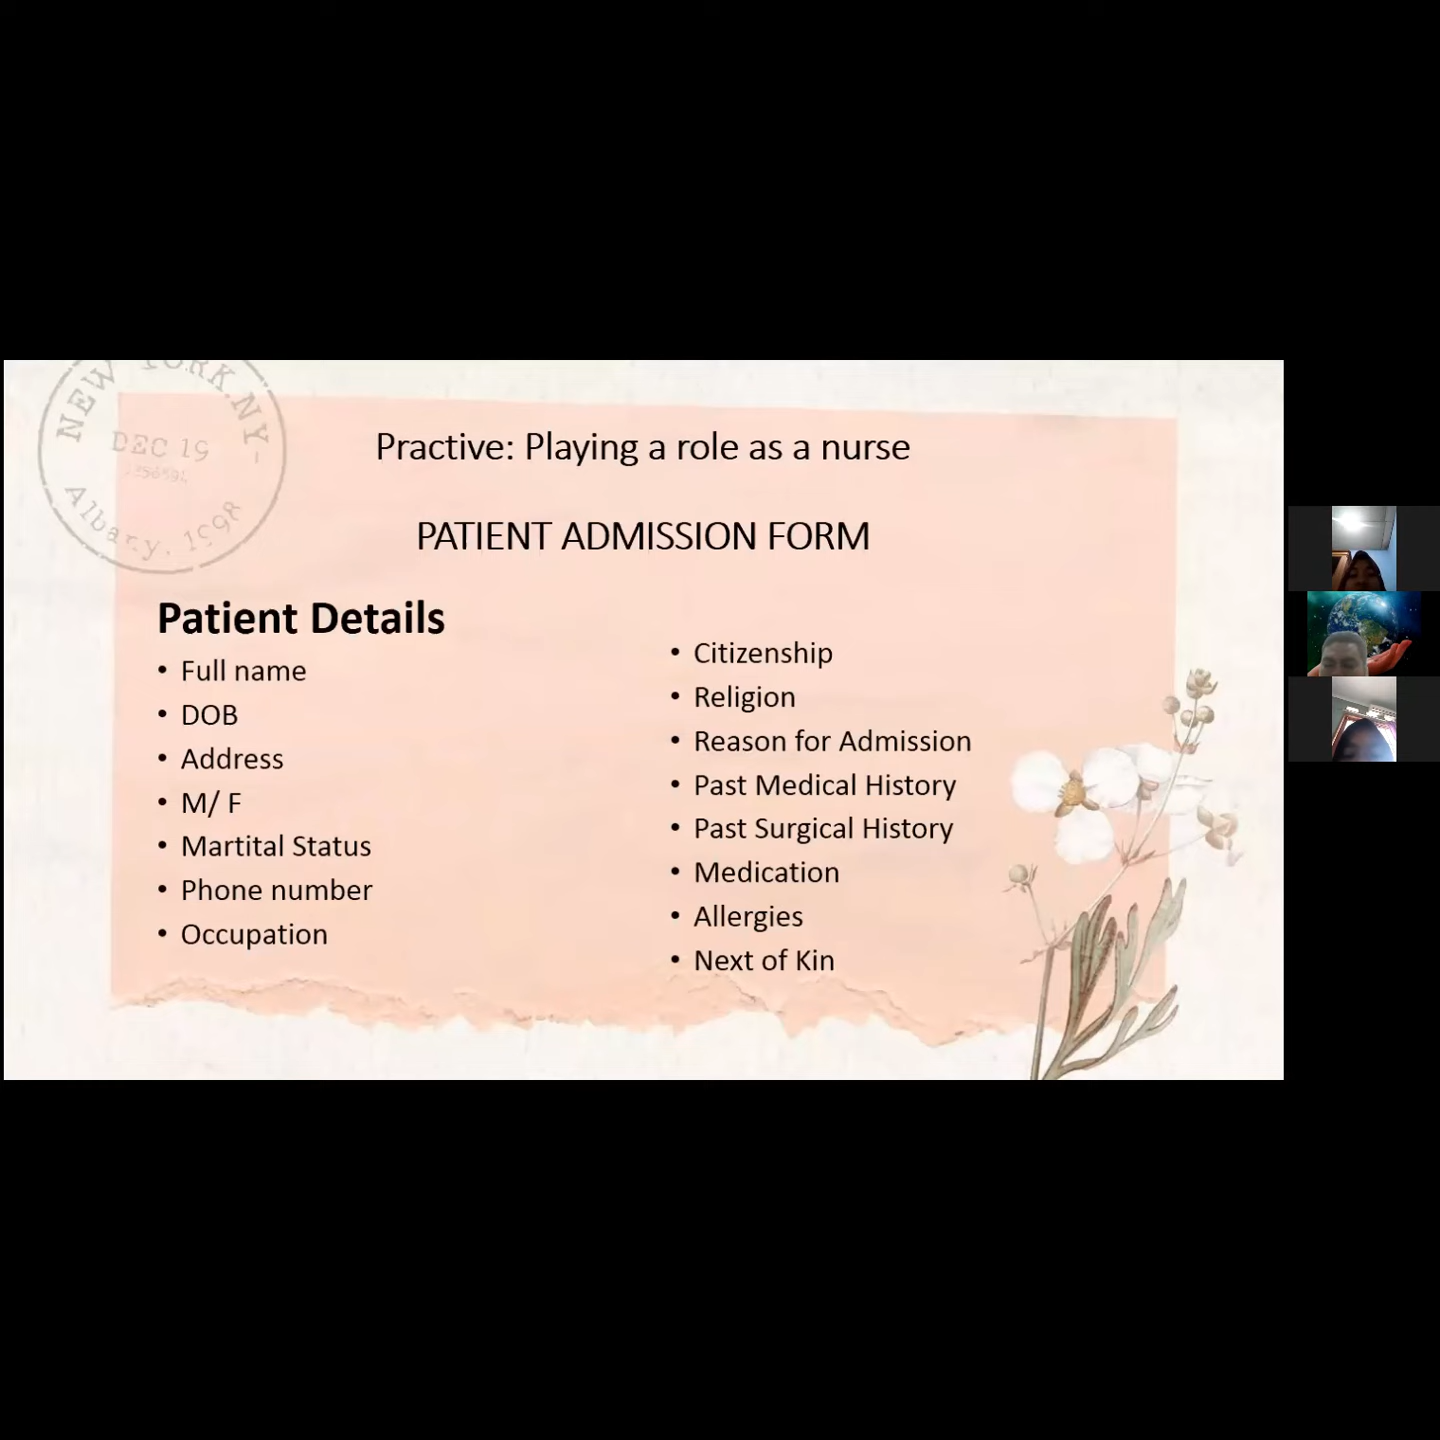 NEW YORK.NY-
DEC 19
Albany, 1998
Practive: Playing a role as a nurse
PATIENT ADMISSION FORM
Patient Details
• Full name
• DOB
• Address
• M/ F
• Martital Status
• Phone number
• Occupation
• Citizenship
• Religion
• Reason for Admission
• Past Medical History
• Past Surgical History
• Medication
• Allergies
• Next of Kin